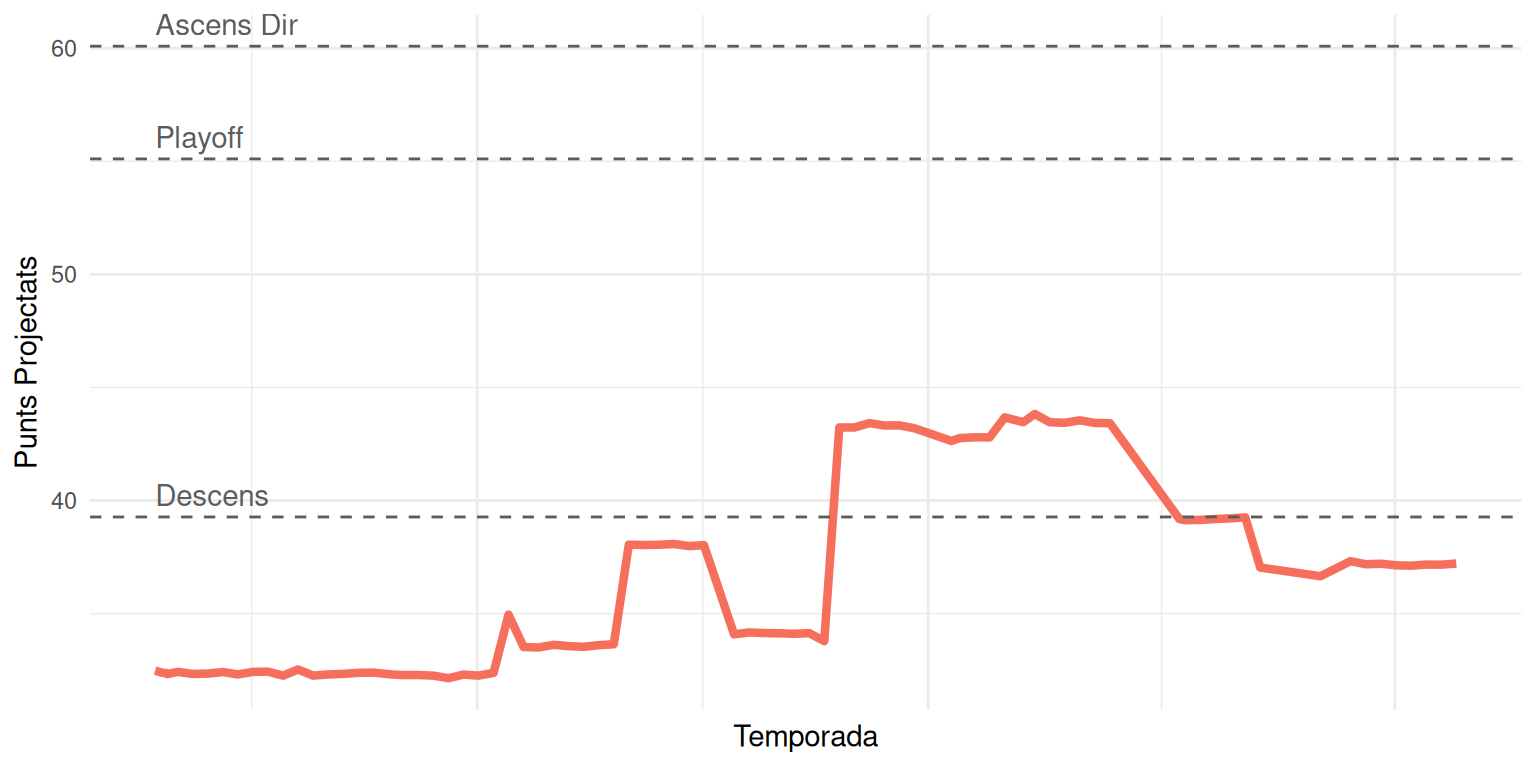 Ascens Dir
60
Playoff
50
Punts Projectats
Descens
40
Temporada